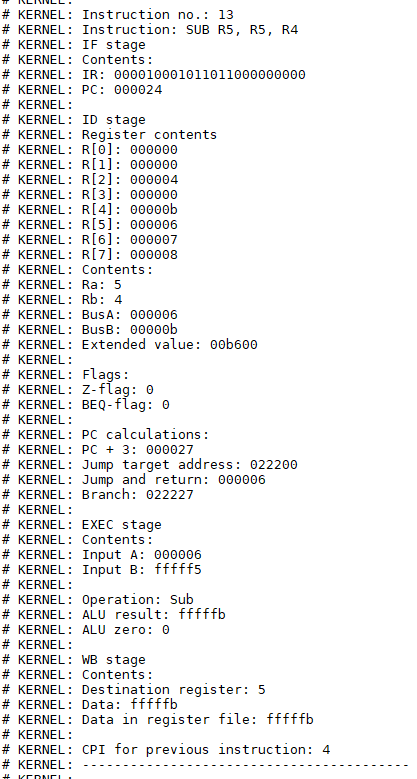 # KERNEL:
# KERNEL: Instruction no.: 13
# KERNEL: Instruction: SUB R5, R5, R4
# KERNEL: IF stage
# KERNEL: Contents:
# KERNEL: IR: 000010001011011000000000
# KERNEL: PC: 000024
# KERNEL:
# KERNEL: ID stage
# KERNEL: Register contents
# KERNEL: R[0]: 000000
# KERNEL: R[1]: 000000
# KERNEL: R[2]: 000004
# KERNEL: R[3]: 000000
# KERNEL: R[4]: 00000b
# KERNEL: R[5]: 000006
# KERNEL: R[6]: 000007
# KERNEL: R[7]: 000008
# KERNEL: Contents:
# KERNEL: Ra: 5
# KERNEL: Rb: 4
# KERNEL: BusA: 000006
# KERNEL: BusB: 00000b
# KERNEL: Extended value: 00b600
# KERNEL:
# KERNEL: Flags:
# KERNEL: Z-flag: 0
# KERNEL: BEQ-flag: 0
# KERNEL:
# KERNEL: PC calculations:
# KERNEL: PC + 3: 000027
# KERNEL: Jump target address: 022200
# KERNEL: Jump and return: 000006
# KERNEL: Branch: 022227
# KERNEL:
# KERNEL: EXEC stage
# KERNEL: Contents:
# KERNEL: Input A: 000006
# KERNEL: Input B: fffff5
# KERNEL:
# KERNEL: Operation: Sub
# KERNEL: ALU result: fffffb
# KERNEL: ALU zero: 0
# KERNEL:
# KERNEL: WB stage
# KERNEL: Contents:
# KERNEL: Destination register: 5
# KERNEL: Data: fffffb
# KERNEL: Data in register file: fffffb
# KERNEL:
# KERNEL: CPI for previous instruction: 4
# KERNEL: -----------------------------------------
# KERNEL: